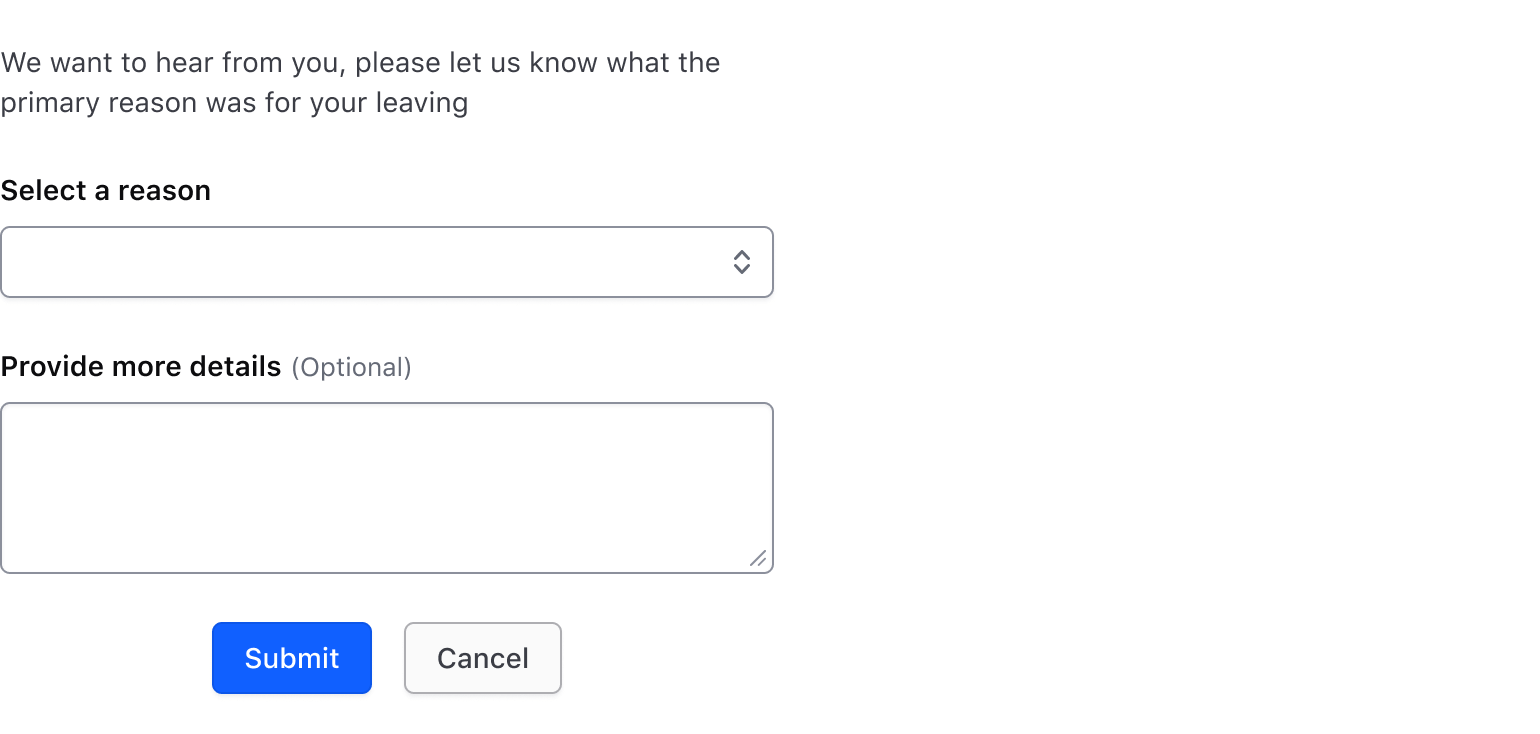 We want to hear from you, please let us know what the
primary reason was for your leaving
Select a reason
Provide more details (Optional)
Submit Cancel